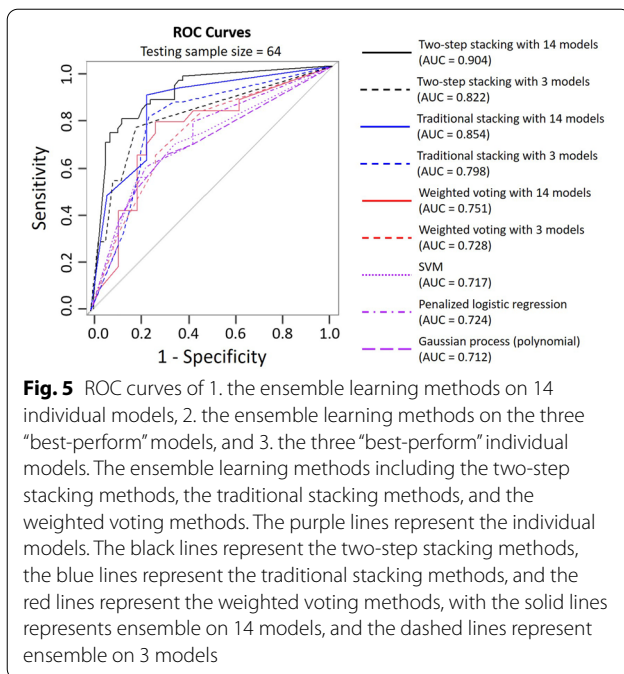 ROC Curves
Testing sample size = 64
Sensitivity
1.0
0.8
0.6
0.4
0.2
0.0
0.0 0.2 0.4 0.6 0.8 1.0
1 - Specificity
Two-step stacking with 14 models
(AUC = 0.904)
Two-step stacking with 3 models
(AUC = 0.822)
Traditional stacking with 14 models
(AUC = 0.854)
Traditional stacking with 3 models
(AUC = 0.798)
Weighted voting with 14 models
(AUC = 0.751)
Weighted voting with 3 models
(AUC = 0.728)
SVM
(AUC = 0.717)
Penalized logistic regression
(AUC = 0.724)
Gaussian process (polynomial)
(AUC = 0.712)
Fig. 5 ROC curves of 1. the ensemble learning methods on 14
individual models, 2. the ensemble learning methods on the three
"best-perform" models, and 3. the three "best-perform" individual
models. The ensemble learning methods including the two-step
stacking methods, the traditional stacking methods, and the
weighted voting methods. The purple lines represent the individual
models. The black lines represent the two-step stacking methods,
the blue lines represent the traditional stacking methods, and the
red lines represent the weighted voting methods, with the solid lines
represents ensemble on 14 models, and the dashed lines represent
ensemble on 3 models